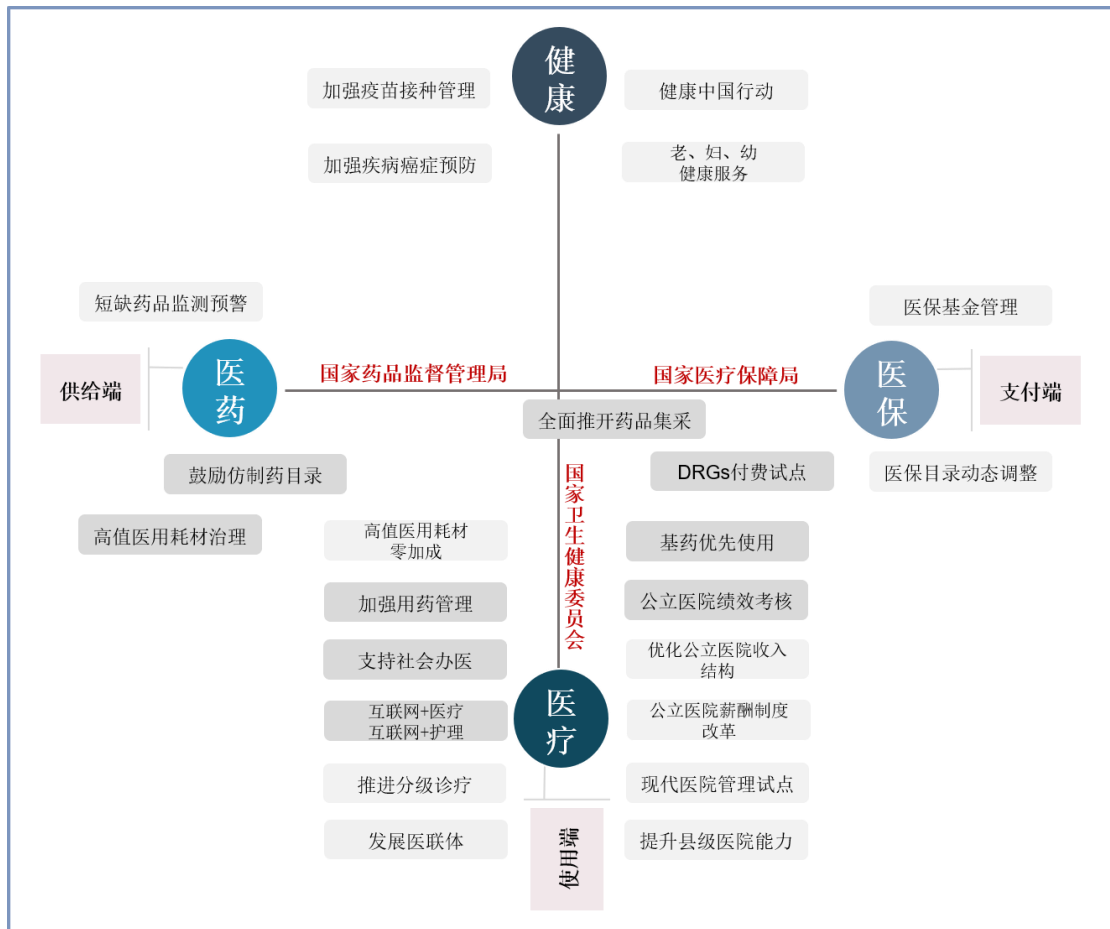 健
康
加强疫苗接种管理
健康中国行动
加强疾病癌症预防
老、妇、幼
健康服务
短缺药品监测预警
医保基金管理
供给端
医
药
国家药品监督管理局
国家医疗保障局
医
保
支付端
全面推开药品集采
鼓励仿制药目录
DRGs付费试点
医保目录动态调整
高值医用耗材治理
高值医用耗材
零加成
国家卫生健康委员会
基药优先使用
加强用药管理
公立医院绩效考核
支持社会办医
优化公立医院收入
结构
互联网+医疗
互联网+护理
医
疗
公立医院薪酬制度
改革
推进分级诊疗
现代医院管理试点
发展医联体
使用端
提升县级医院能力